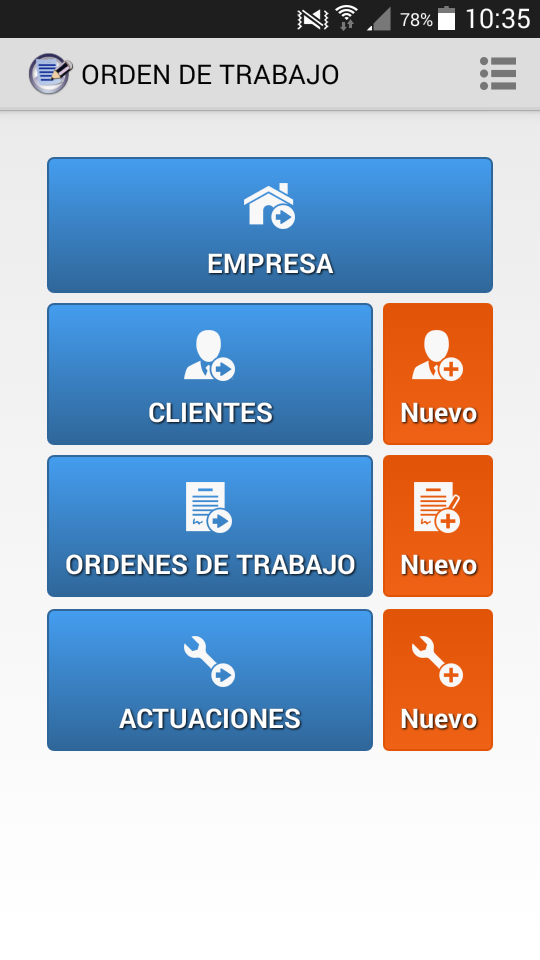 78% 10:35
ORDEN DE TRABAJO
EMPRESA
CLIENTES
Nuevo
ORDENES DE TRABAJO
Nuevo
ACTUACIONES
Nuevo